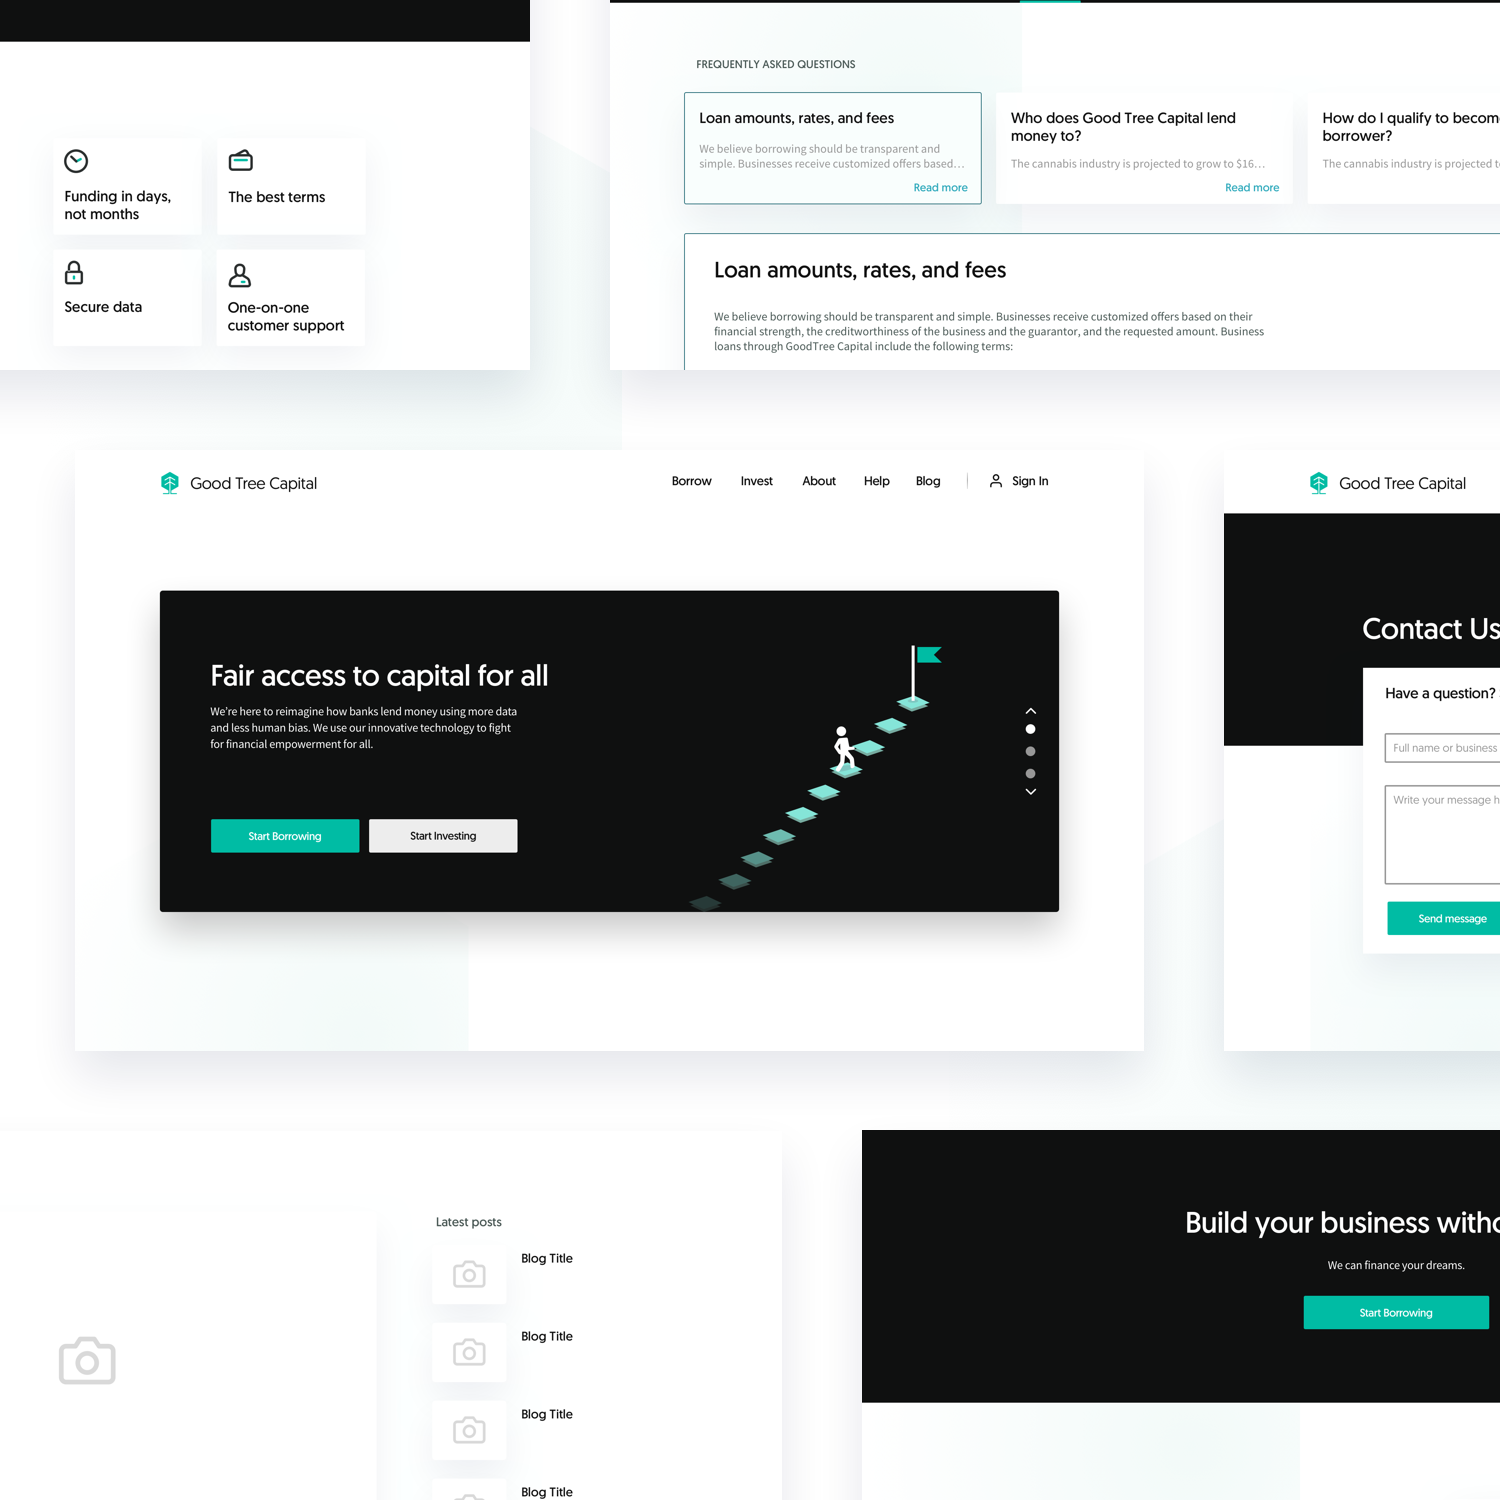 Funding in days,
not months
The best terms
Secure data
One-on-one
customer support
FREQUENTLY ASKED QUESTIONS
Loan amounts, rates, and fees
We believe borrowing should be transparent and
simple. Businesses receive customized offers based...
Read more
Who does Good Tree Capital lend
money to?
The cannabis industry is projected to grow to $16...
Read more
How do I qualify to
borrower?
The cannabis industry is projected
Loan amounts, rates, and fees
We believe borrowing should be transparent and simple. Businesses receive customized offers based on their
financial strength, the creditworthiness of the business and the guarantor, and the requested amount. Business
loans through GoodTree Capital include the following terms:
Good Tree Capital
Borrow
Invest
About
Help
Blog
Sign In
Fair access to capital for all
We're here to reimagine how banks lend money using more data
and less human bias. We use our innovative technology to fight
for financial empowerment for all.
Start Borrowing
Start Investing
Good Tree Capital
Contact Us
Have a question?
Full name or business
Write your message
Send message
Latest posts
Blog Title
Blog Title
Blog Title
Blog Title
Build your business
We can finance your dreams.
Start Borrowing